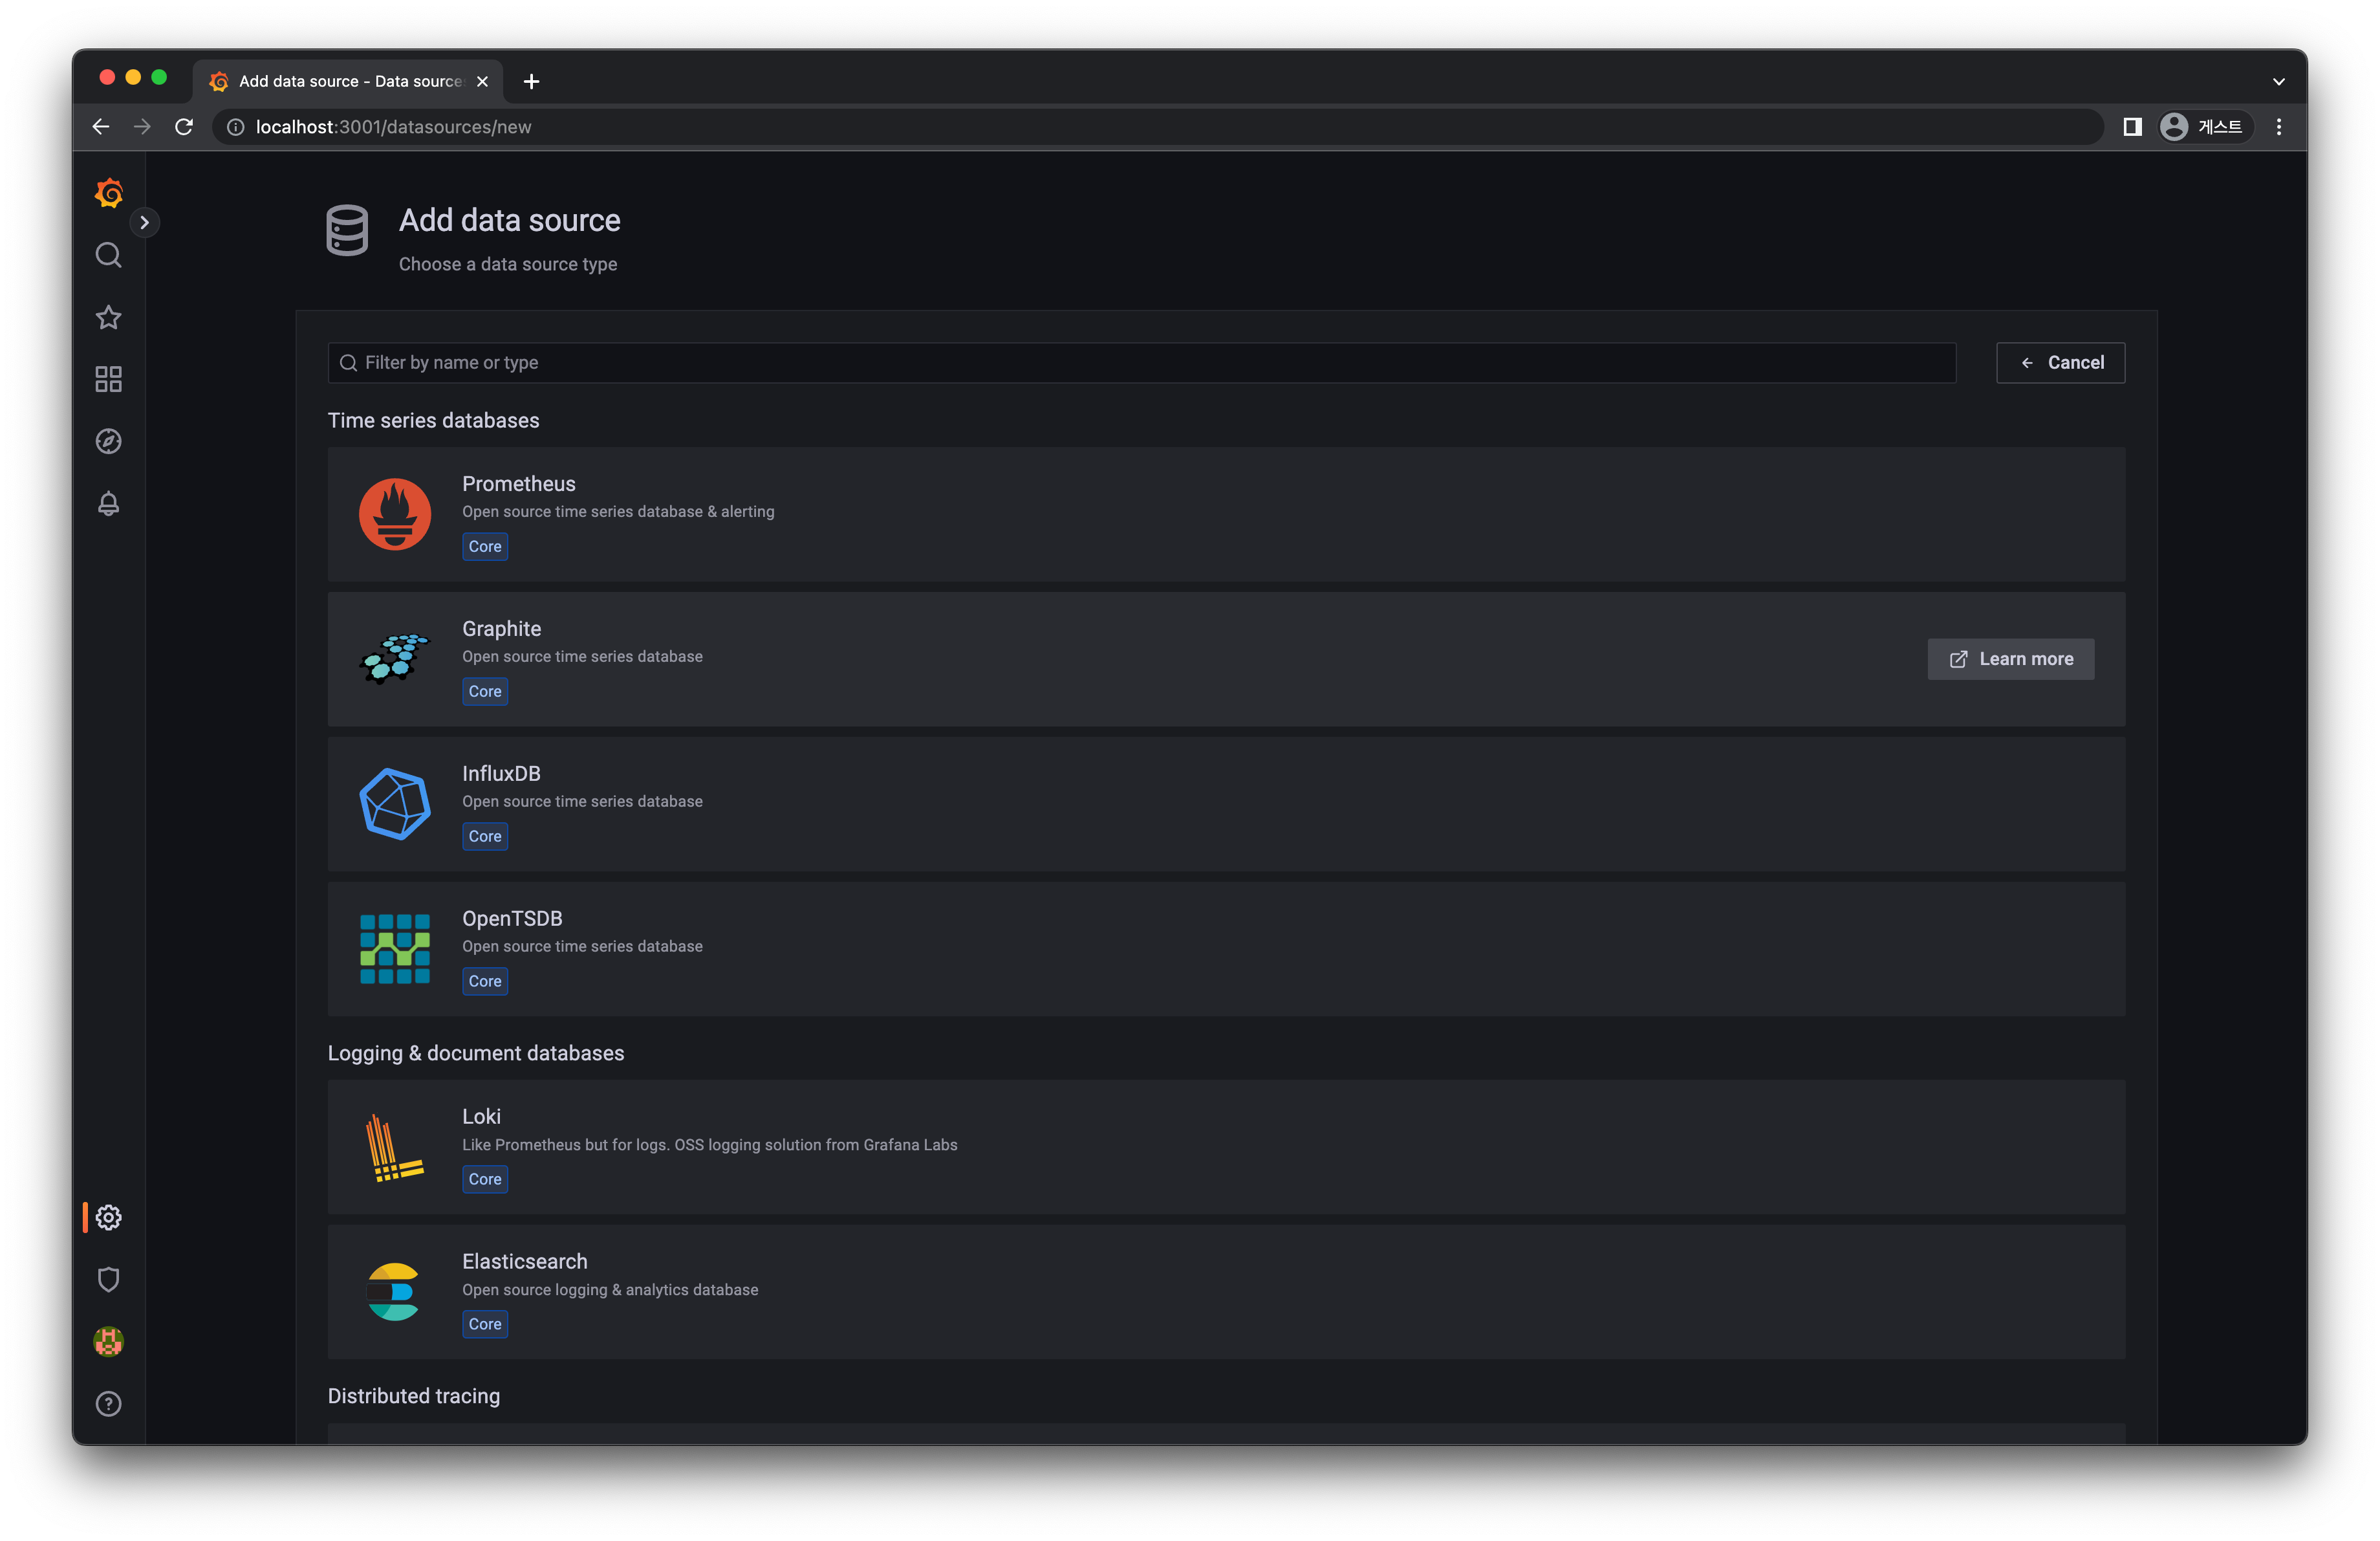 Add data source - Data source
localhost:3001/datasources/new
게스트
Add data source
Choose a data source type
Filter by name or type
Cancel
Time series databases
Prometheus
Open source time series database & alerting
Core
Graphite
Open source time series database
Core
Learn more
InfluxDB
Open source time series database
Core
OpenTSDB
Open source time series database
Core
Logging & document databases
Loki
Like Prometheus but for logs. OSS logging solution from Grafana Labs
Core
Elasticsearch
Open source logging & analytics database
Core
Distributed tracing